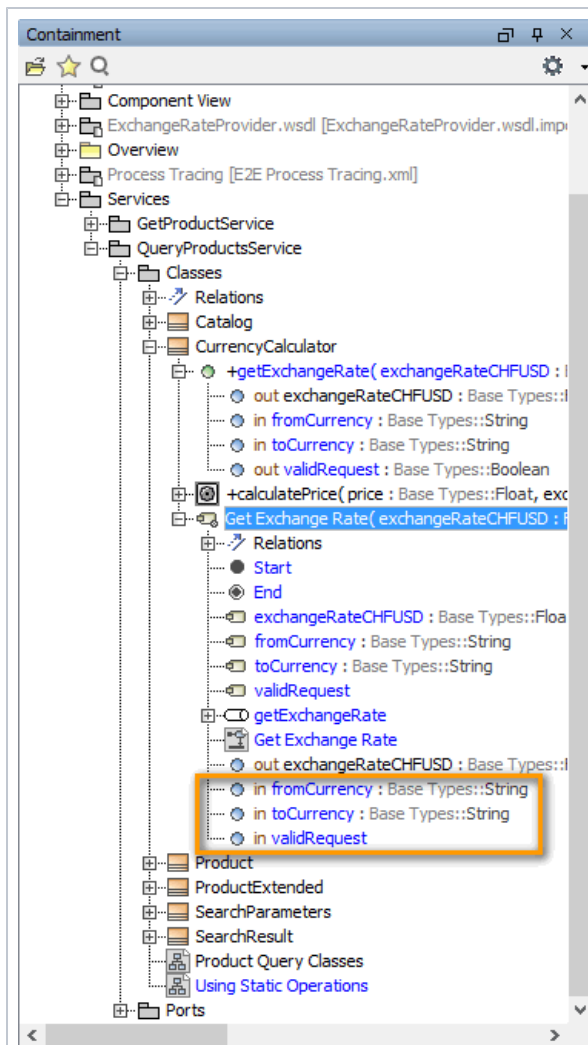 Containment
Component View
ExchangeRateProvider.wsdl [ExchangeRateProvider.wsdl.impo
Overview
Process Tracing [E2E Process Tracing.xml]
Services
GetProductService
QueryProductsService
Classes
Relations
Catalog
CurrencyCalculator
+getExchangeRate( exchangeRateCHFUSD :
out exchangeRateCHFUSD : Base Types::
in fromCurrency : Base Types::String
in toCurrency : Base Types::String
out validRequest : Base Types::Boolean
+calculatePrice( price : Base Types::Float, exc
Get Exchange Rate( exchangeRateCHFUSD :
Relations
Start
End
exchangeRateCHFUSD : Base Types::Floa
fromCurrency : Base Types::String
toCurrency : Base Types::String
validRequest
getExchangeRate
Get Exchange Rate
out exchangeRateCHFUSD : Base Types::
in fromCurrency : Base Types::String
in toCurrency : Base Types::String
in validRequest
Product
ProductExtended
SearchParameters
SearchResult
Product Query Classes
Using Static Operations
Ports